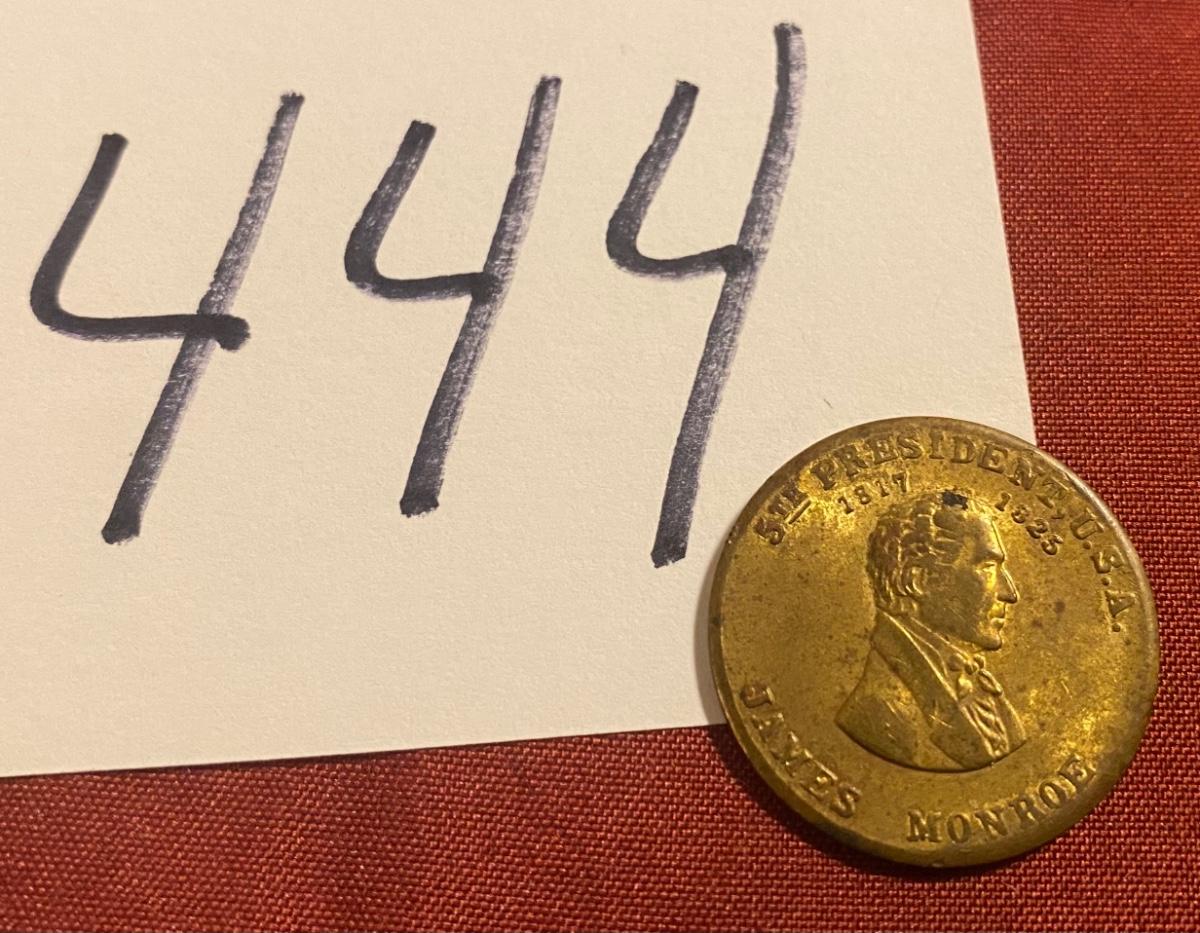 444
5TH PRESIDENT, U.S.A.
1817 1825
JAMES MONROE